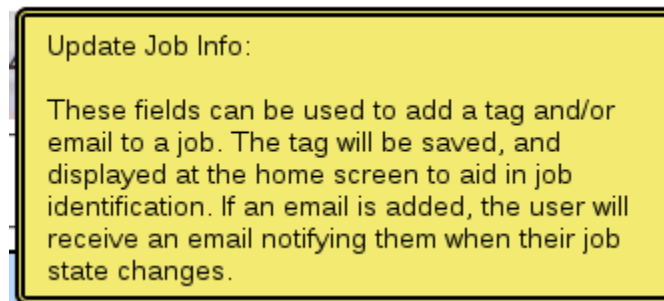 Update Job Info:
These fields can be used to add a tag and/or
email to a job. The tag will be saved, and
displayed at the home screen to aid in job
identification. If an email is added, the user will
receive an email notifying them when their job
state changes.